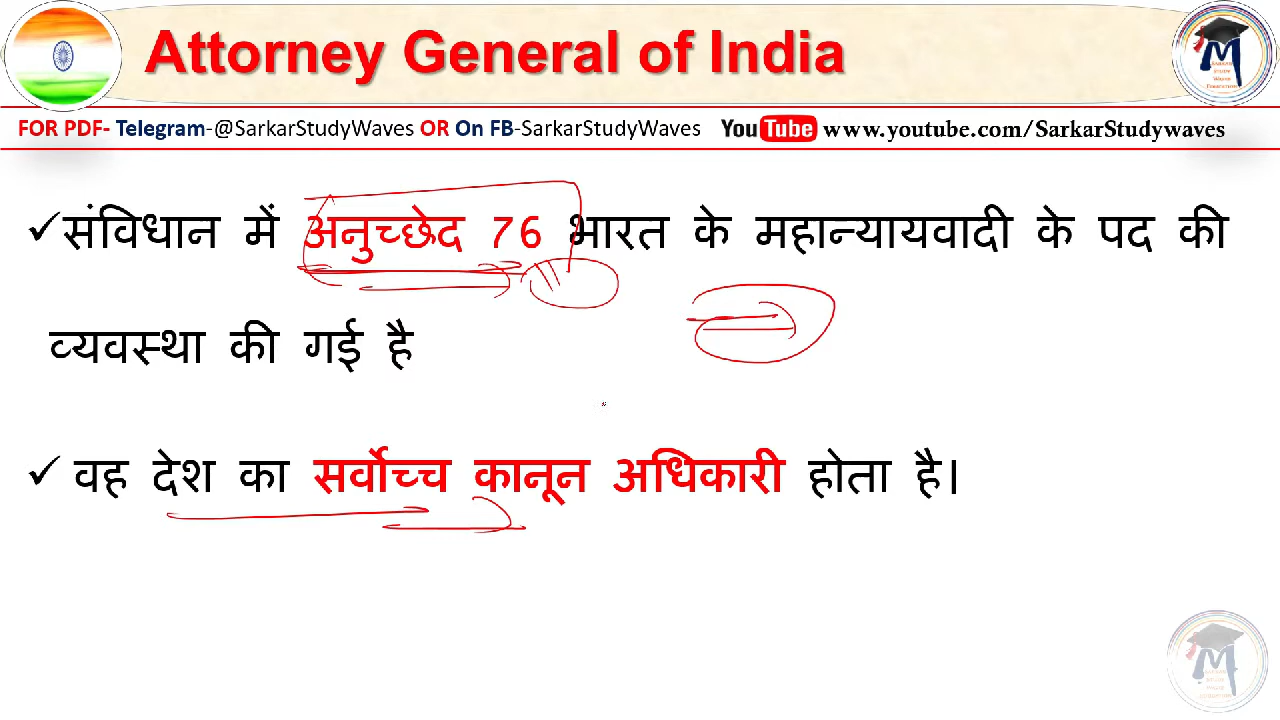 Attorney General of India
FOR PDF- Telegram-@SarkarStudyWaves OR On FB-SarkarStudyWaves YouTube www.youtube.com/SarkarStudywaves
✓संविधान में अनुच्छेद 76 भारत के महान्यायवादी के पद की
व्यवस्था की गई है
✓ वह देश का सर्वोच्च कानून अधिकारी होता है।